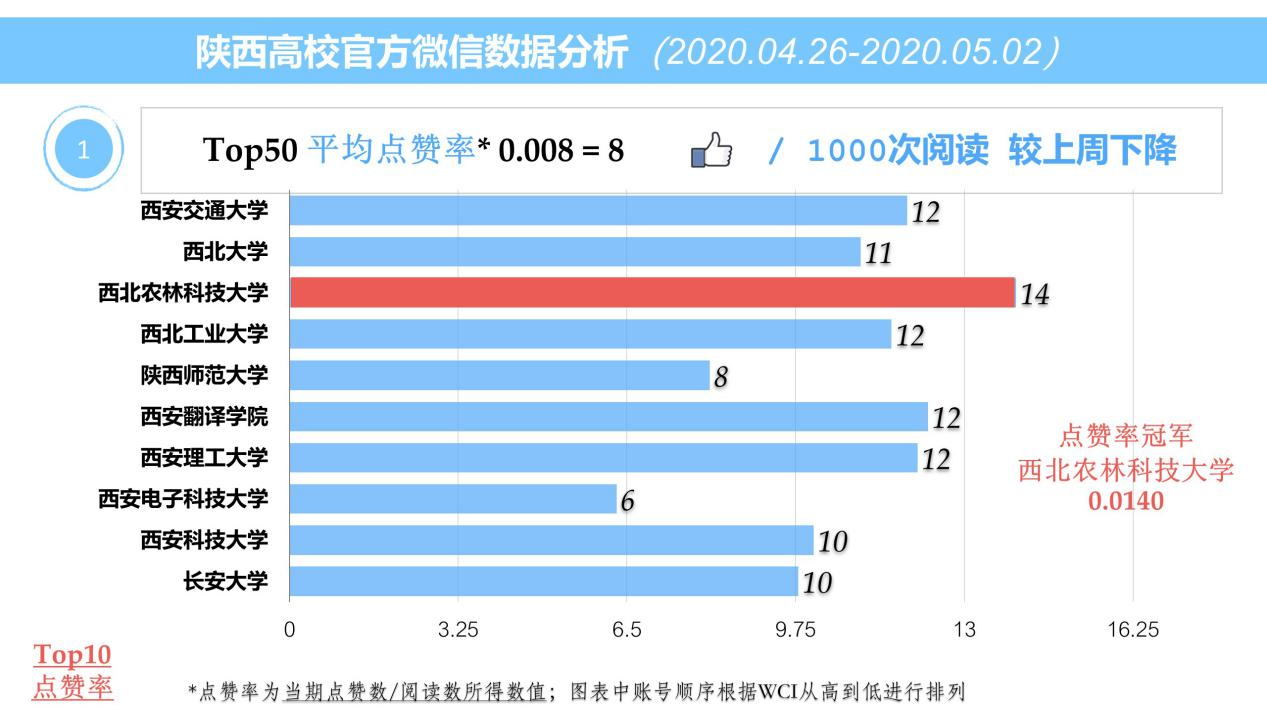 陕西高校官方微信数据分析（2020.04.26-2020.05.02）
1
Top50 平均点赞率* 0.008 = 8 / 1000次阅读 较上周下降
西安交通大学 12
西北大学 11
西北农林科技大学 14
西北工业大学 12
陕西师范大学 8
西安翻译学院 12
西安理工大学 12
西安电子科技大学 6
西安科技大学 10
长安大学 10
点赞率冠军
西北农林科技大学
0.0140
0 3.25 6.5 9.75 13 16.25
Top10
点赞率
*点赞率为当期点赞数/阅读数所得数值；图表中账号顺序根据WCI从高到低进行排列